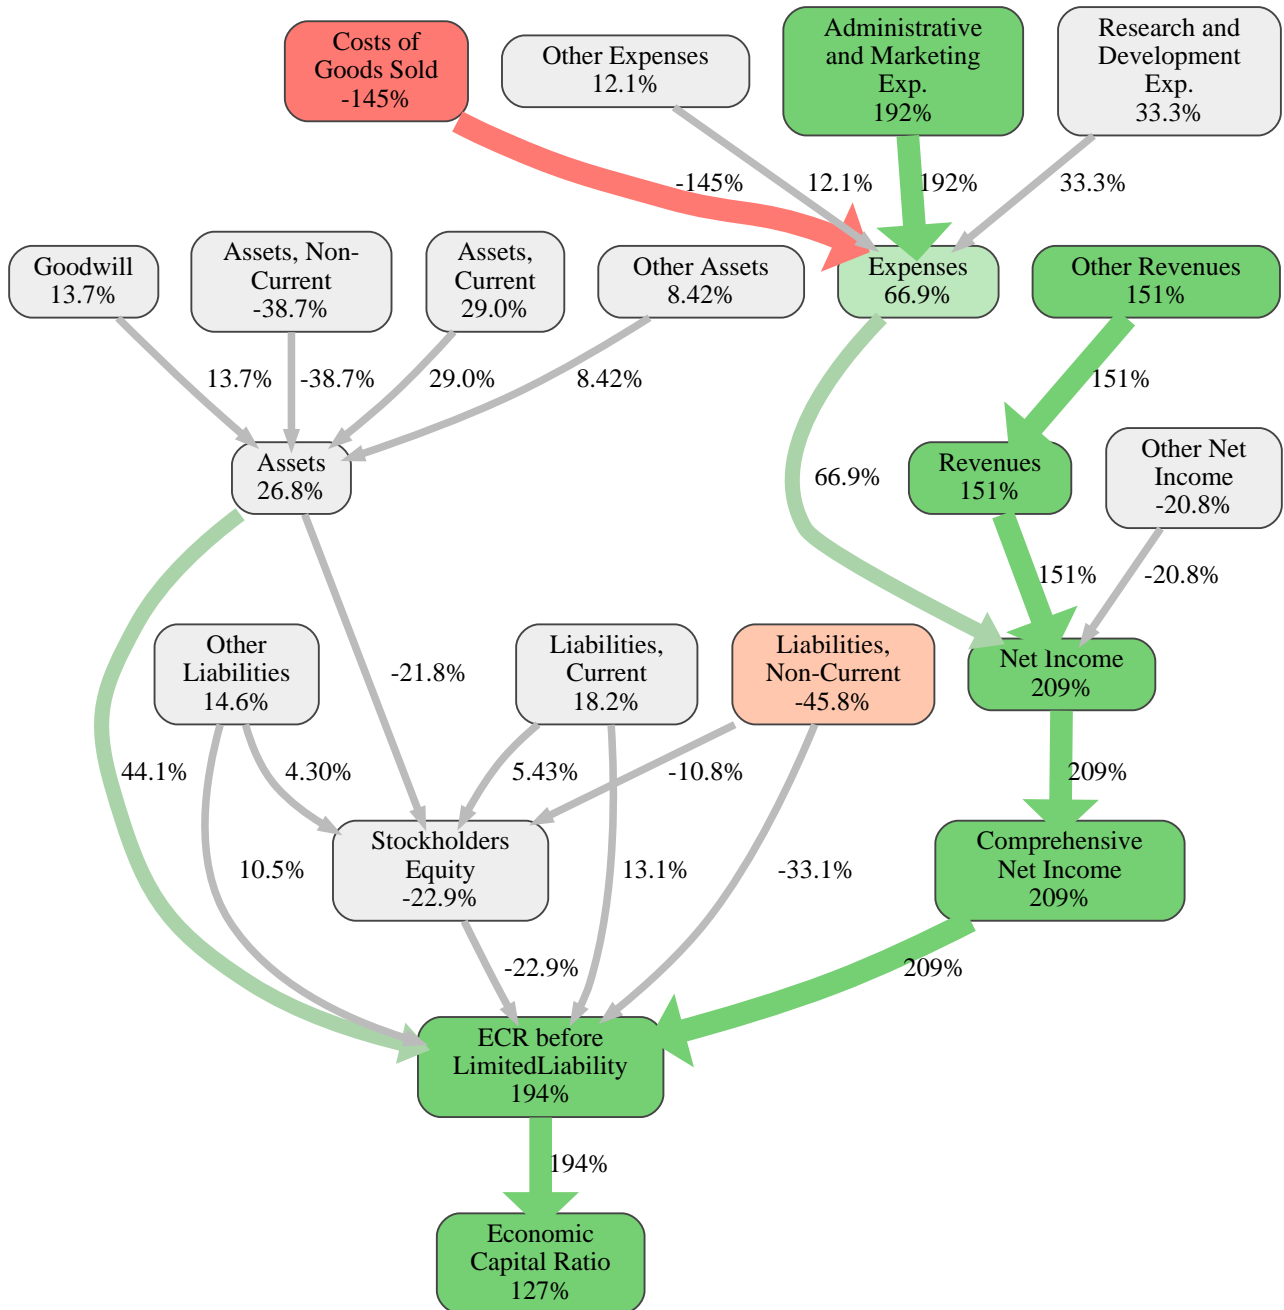 Costs of
Goods Sold
-145%
Other Expenses
12.1%
Administrative
and Marketing
Exp.
192%
Research and
Development
Exp.
33.3%
-145%
12.1%
192%
33.3%
Goodwill
13.7%
Assets, Non-
Current
-38.7%
Assets,
Current
29.0%
Other Assets
8.42%
Expenses
66.9%
Other Revenues
151%
13.7%
-38.7%
29.0%
8.42%
151%
Assets
26.8%
66.9%
Revenues
151%
Other Net
Income
-20.8%
151%
-20.8%
Other
Liabilities
14.6%
-21.8%
Liabilities,
Current
18.2%
Liabilities,
Non-Current
-45.8%
Net Income
209%
44.1%
4.30%
5.43%
-10.8%
209%
10.5%
Stockholders
Equity
-22.9%
13.1%
-33.1%
Comprehensive
Net Income
209%
-22.9%
209%
ECR before
LimitedLiability
194%
194%
Economic
Capital Ratio
127%